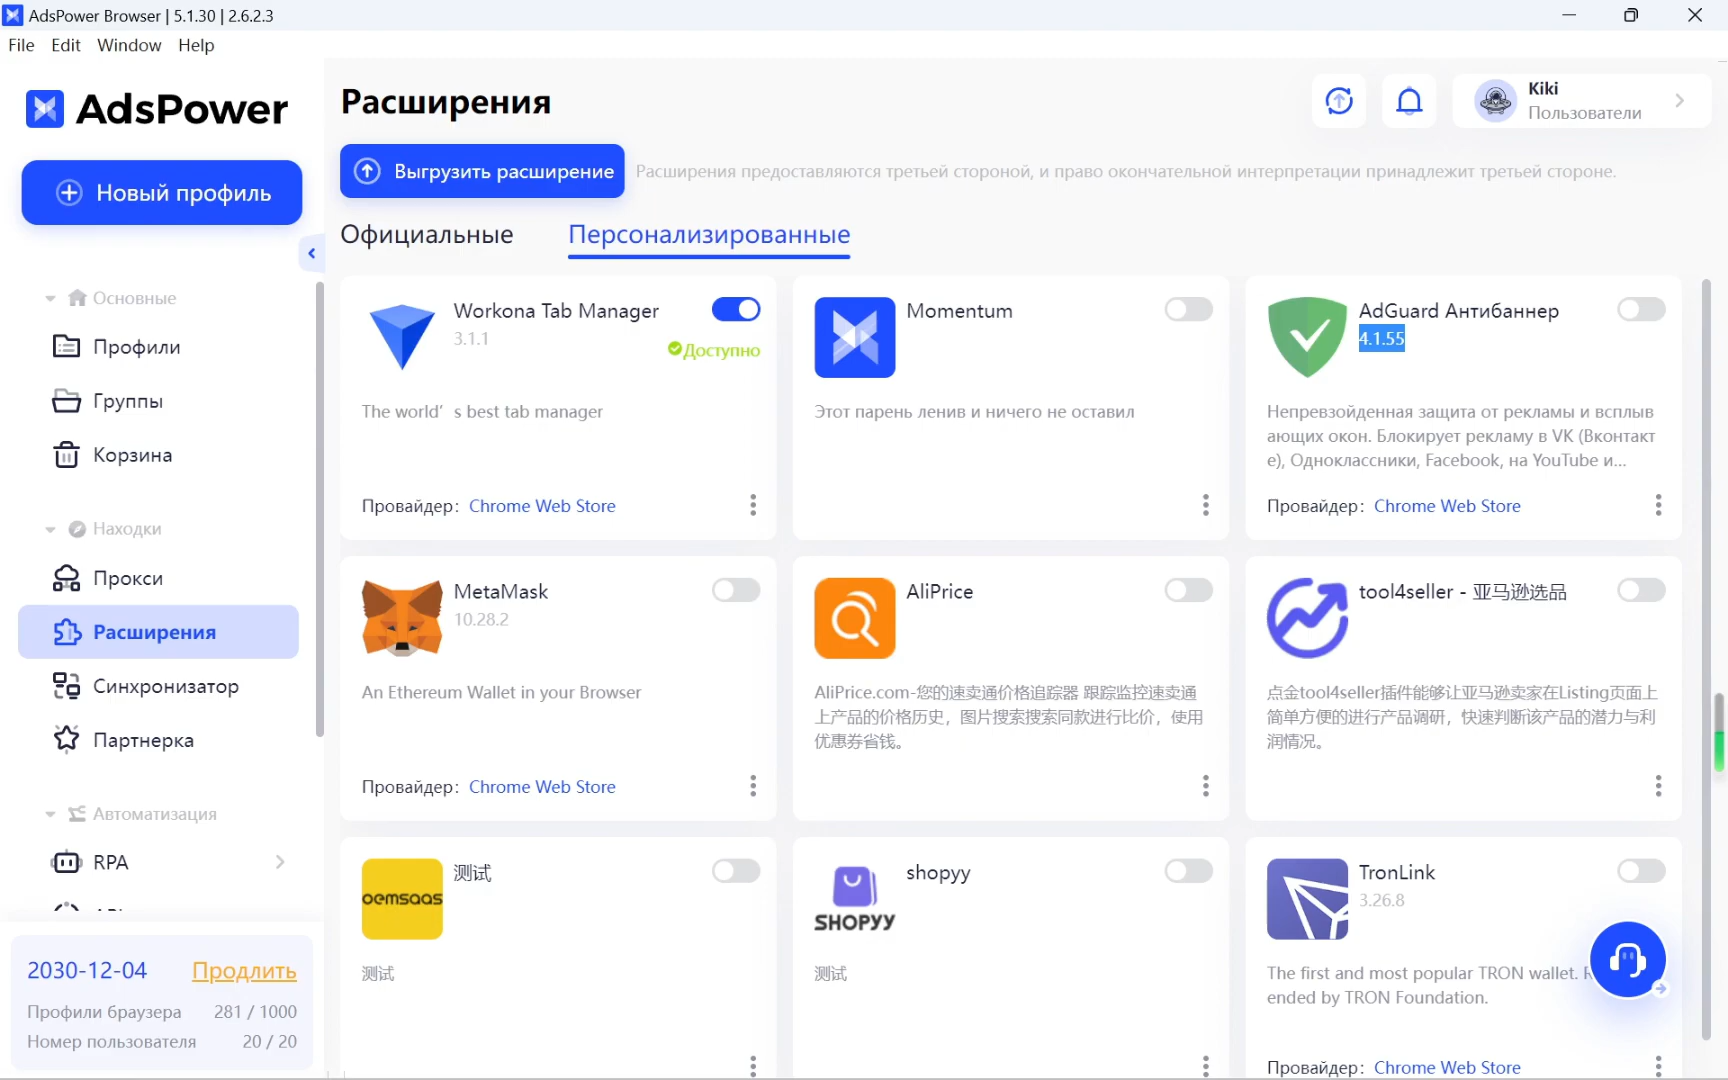 AdsPower Browser | 5.1.30 | 2.6.2.3
File Edit Window Help
AdsPower
Новый профиль
Основные
Профили
Группы
Корзина
Находки
Прокси
Расширения
Синхронизатор
Партнерка
Автоматизация
RPA
2030-12-04 Продлить
Профили браузера 281 / 1000
Номер пользователя 20 / 20
Расширения
Kiki
Пользователи
Выгрузить расширение
Расширения предоставляются третьей стороной, и право окончательной интерпретации принадлежит третьей стороне.
Официальные Персонализированные
Workona Tab Manager
3.1.1
Доступно
The world’s best tab manager
Провайдер: Chrome Web Store
Momentum
Этот парень ленив и ничего не оставил
AdGuard Антибаннер
4.1.55
Непревзойденная защита от рекламы и всплыв
ающих окон. Блокирует рекламу в VK (Вконтакт
е), Одноклассники, Facebook, на YouTube и...
Провайдер: Chrome Web Store
MetaMask
10.28.2
An Ethereum Wallet in your Browser
Провайдер: Chrome Web Store
AliPrice
AliPrice.com-您的速卖通价格追踪器 跟踪监控速卖通
上产品的价格历史，图片搜索搜索同款进行比价，使用
优惠券省钱。
tool4seller - 亚马逊选品
点金tool4seller插件能够让亚马逊卖家在Listing页面上
简单方便的进行产品调研，快速判断该产品的潜力与利
润情况。
oemsaas
测试
测试
SHOPYY
shopyy
测试
TronLink
3.26.8
The first and most popular TRON wallet.
ended by TRON Foundation.
Провайдер: Chrome Web Store